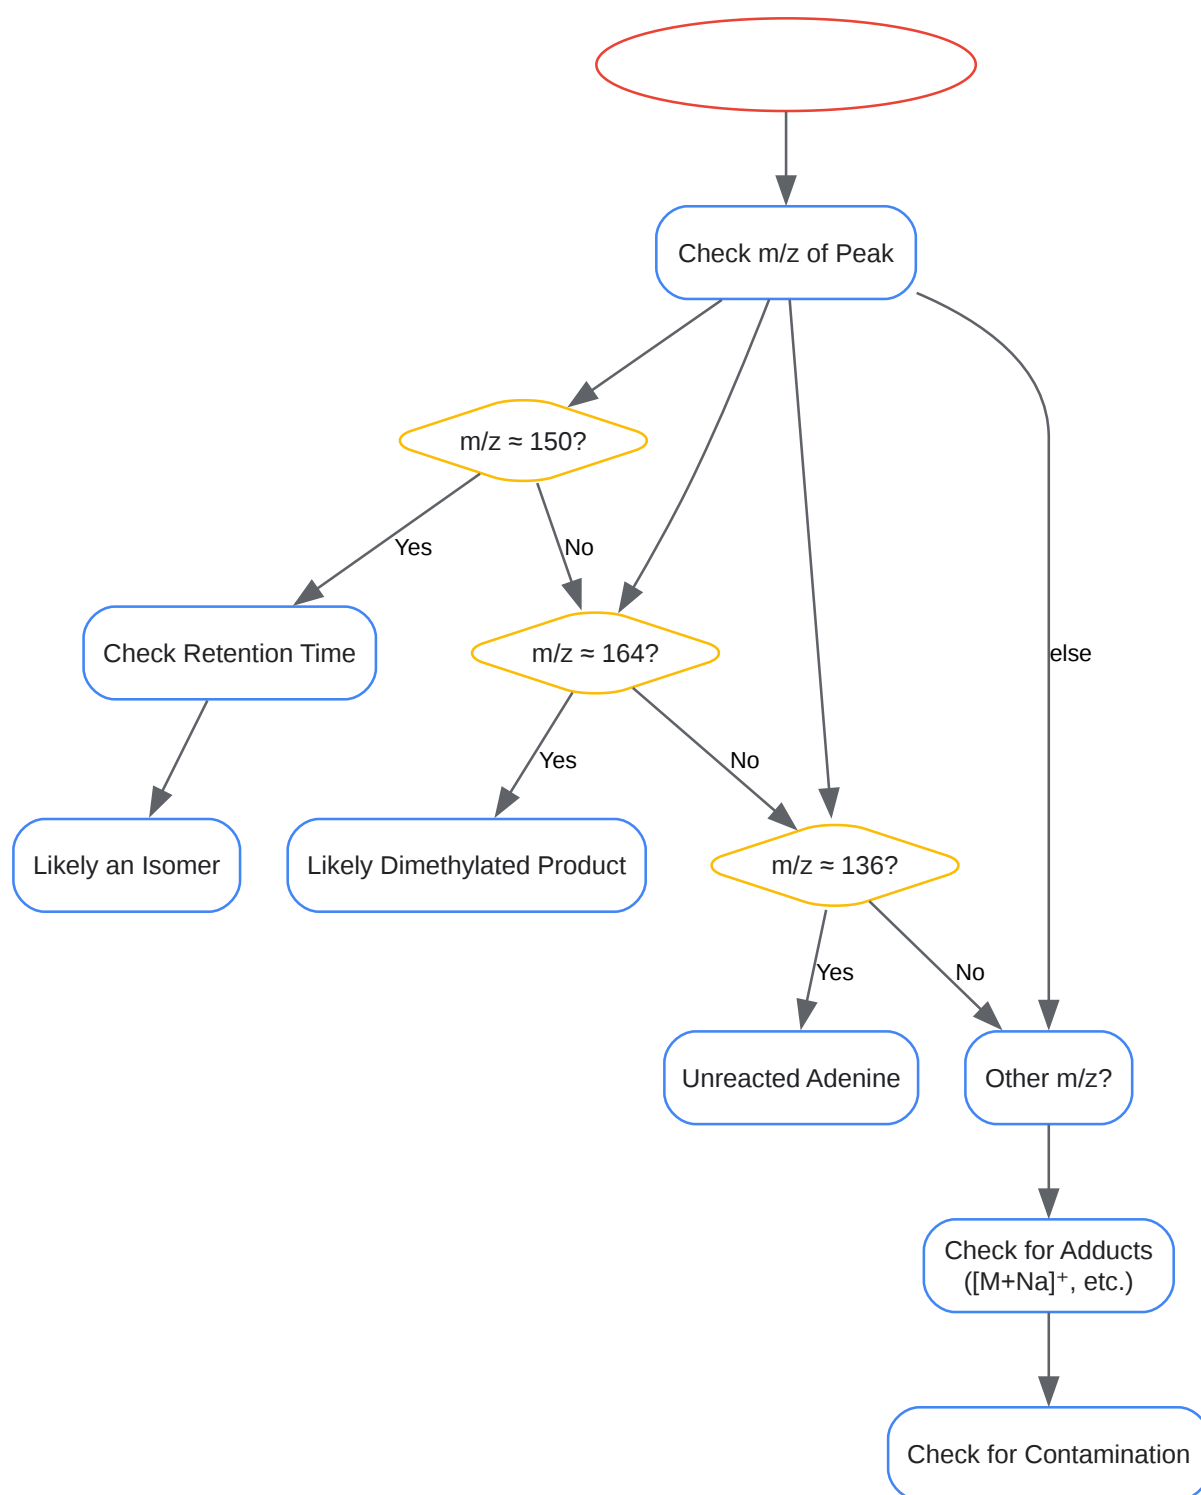 Check m/z of Peak
m/z ≈ 150?
Yes
No
Check Retention Time
m/z ≈ 164?
else
Yes
No
Likely an Isomer
Likely Dimethylated Product
m/z ≈ 136?
Yes
No
Unreacted Adenine
Other m/z?
Check for Adducts
([M+Na]⁺, etc.)
Check for Contamination